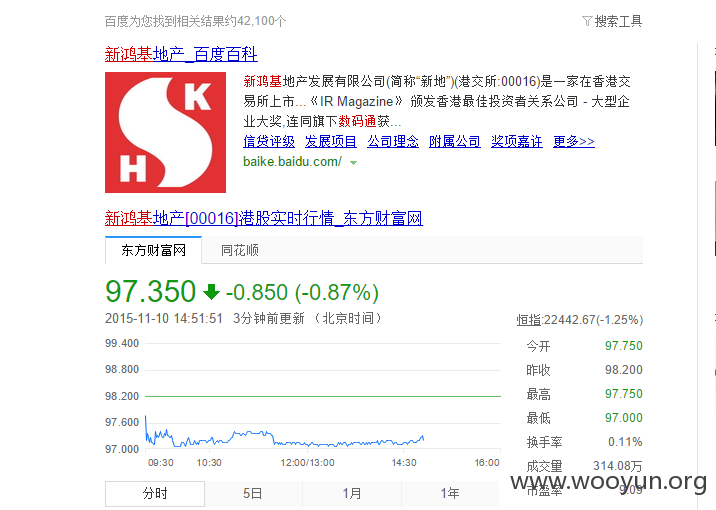 百度为您找到相关结果约42,100个
搜索工具
新鸿基地产_百度百科
S K H
新鸿基地产发展有限公司(简称“新地”)(港交所:00016)是一家在香港交
易所上市...《IR Magazine》 颁发香港最佳投资者关系公司 - 大型企
业大奖,连同旗下数码通获...
信贷评级 发展项目 公司理念 附属公司 奖项嘉许 更多>>
baike.baidu.com/
新鸿基地产[00016]港股实时行情_东方财富网
东方财富网 同花顺
97.350 -0.850 (-0.87%)
2015-11-10 14:51:51 3分钟前更新 （北京时间）
恒指:22442.67(-1.25%)
99.400
98.800
98.200
97.600
97.000
09:30 10:30 12:00/13:00 14:30 16:00
今开 97.750
昨收 98.200
最高 97.750
最低 97.000
换手率 0.11%
成交量 314.08万
市盈率 9.09
分时 5日 1月 1年
www.wooyun.org